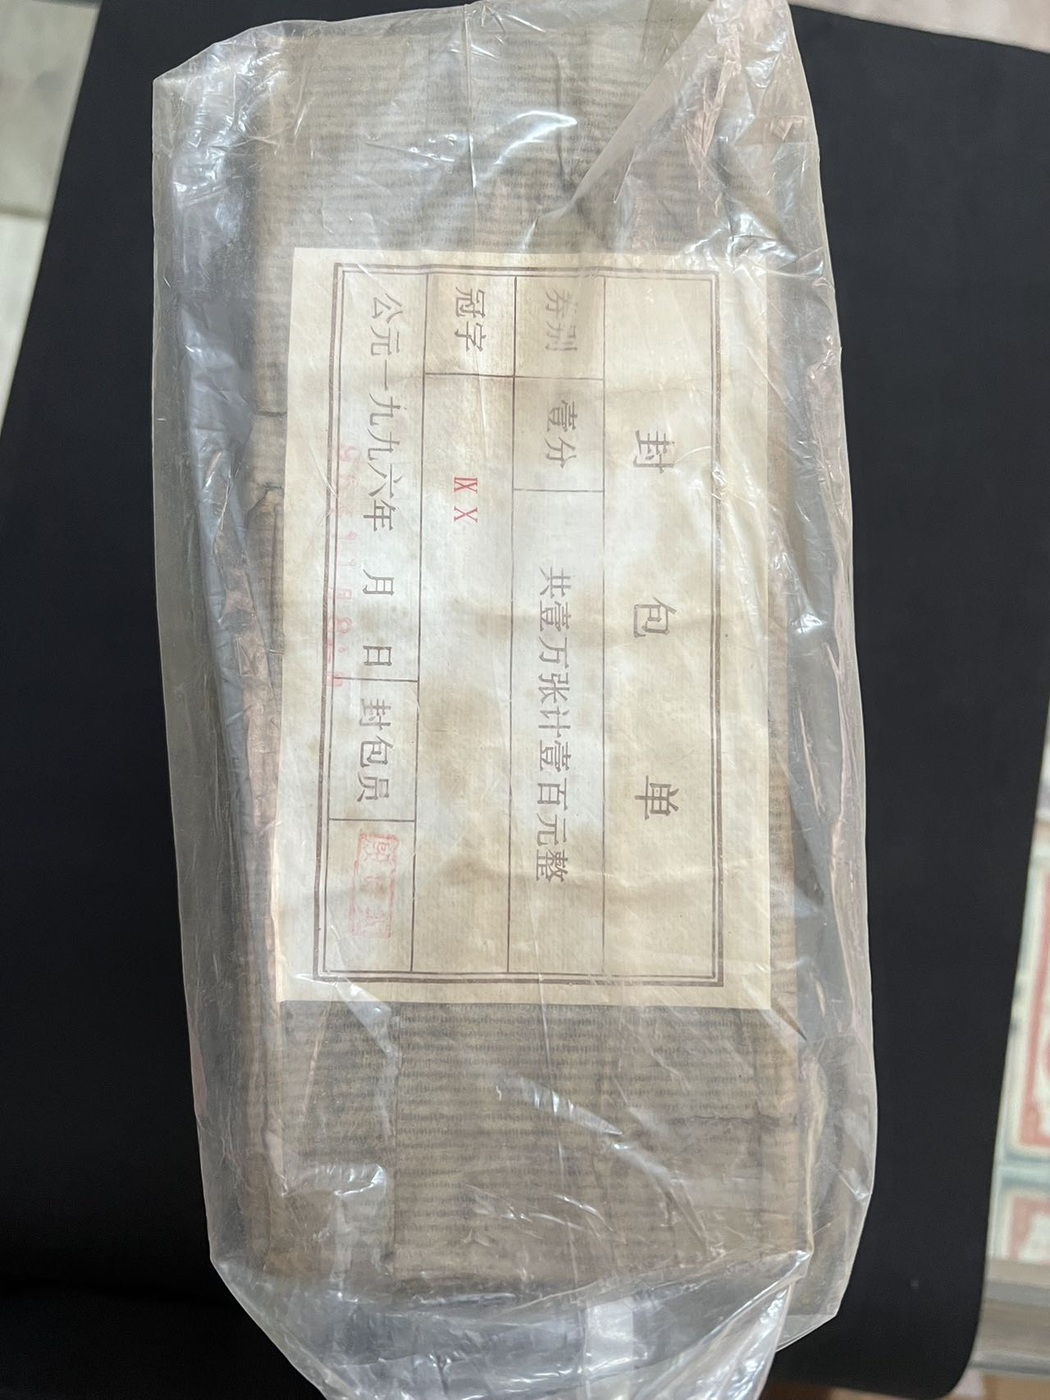 封包单
券别 壹分 共壹万张计壹百元整
冠字 IX X
公元一九九六年 月 日 封包员